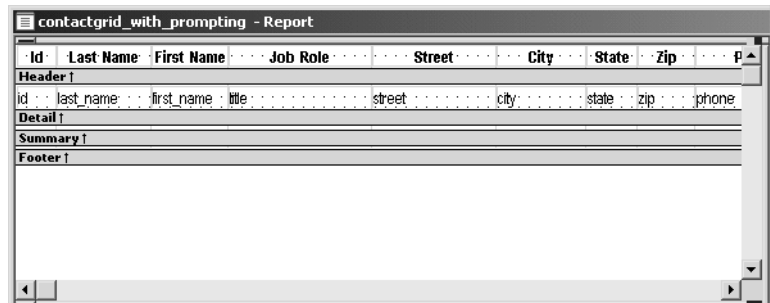 contactgrid_with_prompting - Report
Id Last Name First Name Job Role Street City State Zip P
Header ↑
id last_name first_name title street city state zip phone
Detail ↑
Summary ↑
Footer ↑